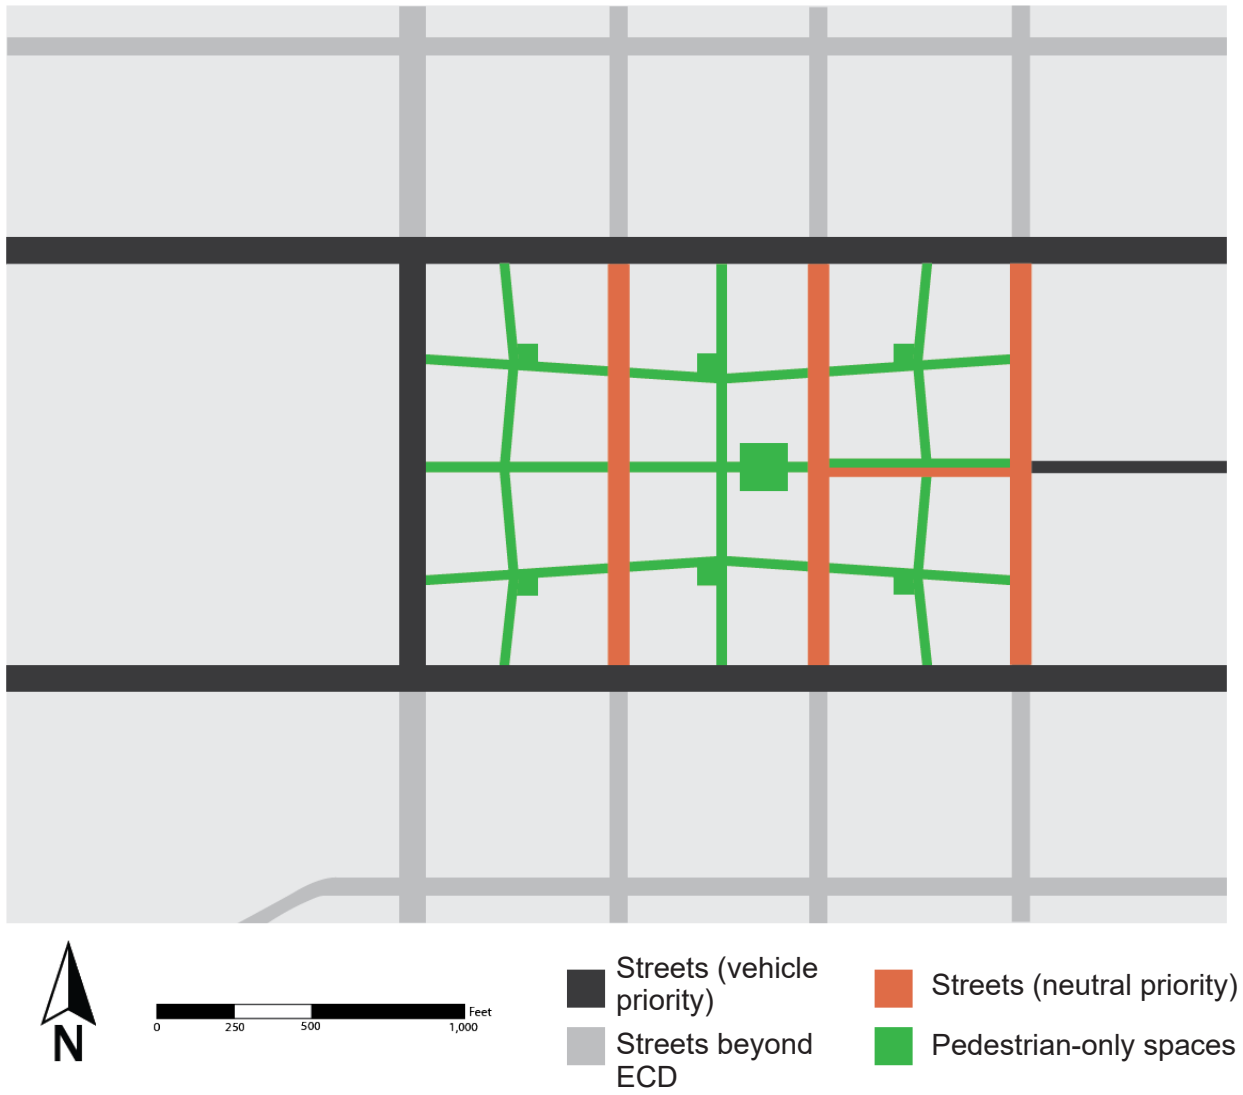 N
0 250 500 1,000 Feet
Streets (vehicle
priority)
Streets beyond
ECD
Streets (neutral priority)
Pedestrian-only spaces